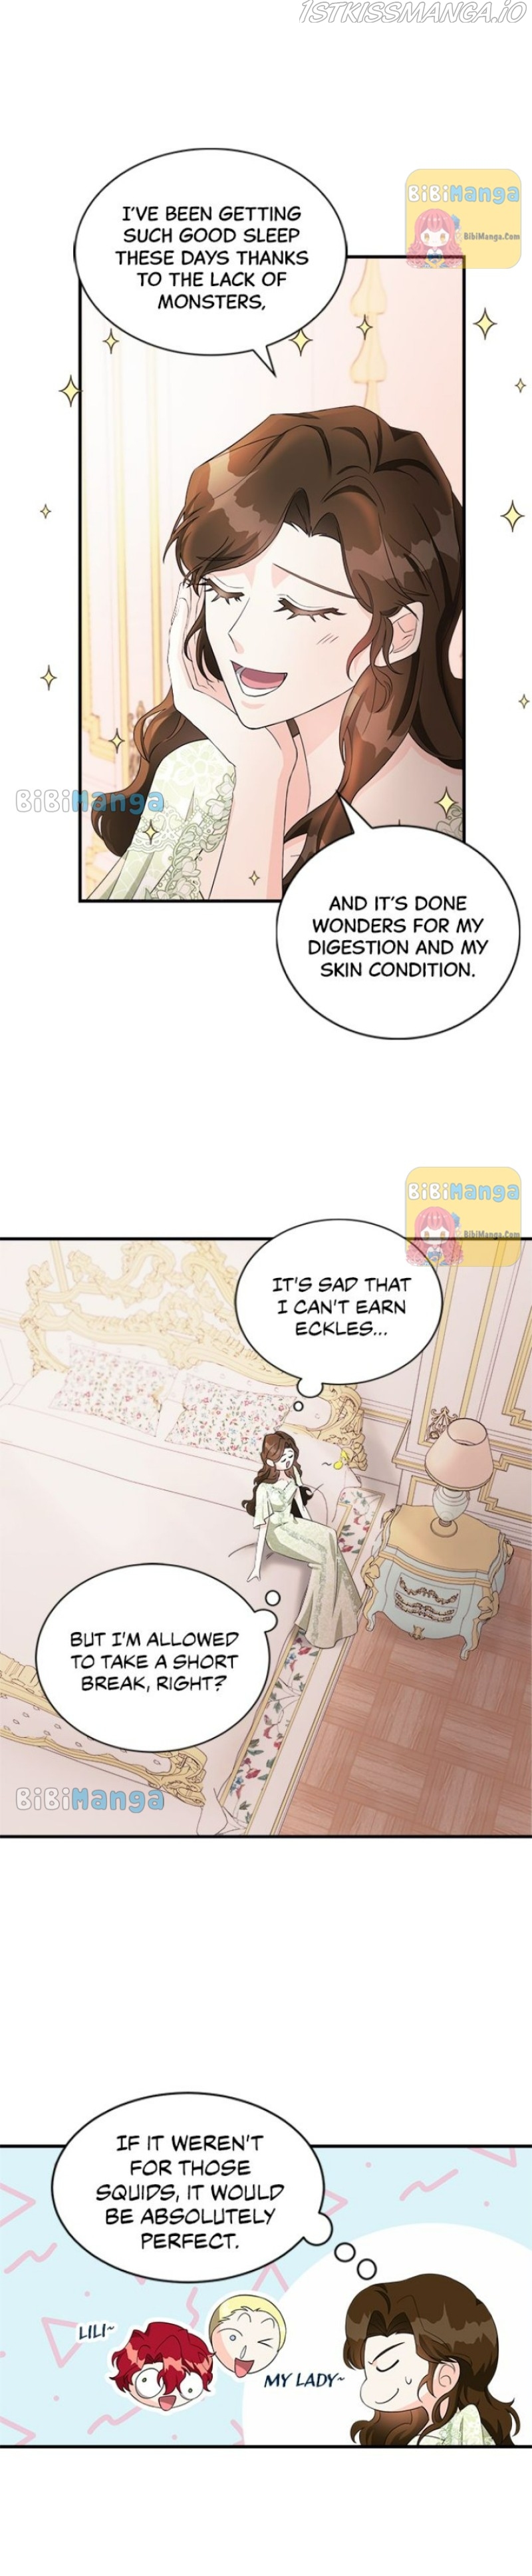 1STKISSMANGA.IO
I'VE BEEN GETTING
SUCH GOOD SLEEP
THESE DAYS THANKS
TO THE LACK OF
MONSTERS,
BiBiManga
BibiManga.Com
BiBiManga
AND IT'S DONE
WONDERS FOR MY
DIGESTION AND MY
SKIN CONDITION.
BiBiManga
BibiManga.Com
IT'S SAD THAT
I CAN'T EARN
ECKLES...
BUT I'M ALLOWED
TO TAKE A SHORT
BREAK, RIGHT?
BiBiManga
IF IT WEREN'T
FOR THOSE
SQUIDS, IT WOULD
BE ABSOLUTELY
PERFECT.
LILI~
MY LADY~